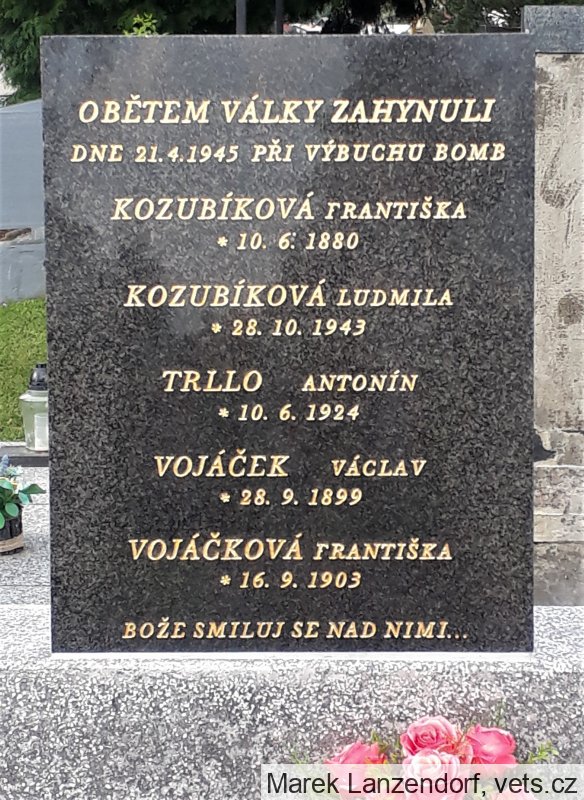 OBĚTEM VÁLKY ZAHYNULI
DNE 21.4.1945 PŘI VÝBUCHU BOMB
KOZUBÍKOVÁ FRANTIŠKA
* 10. 6. 1880
KOZUBÍKOVÁ LUDMILA
* 28. 10. 1943
TRLLO ANTONÍN
* 10. 6. 1924
VOJÁČEK VÁCLAV
* 28. 9. 1899
VOJÁČKOVÁ FRANTIŠKA
* 16. 9. 1903
BOŽE SMILUJ SE NAD NIMI...
Marek Lanzendorf, vets.cz